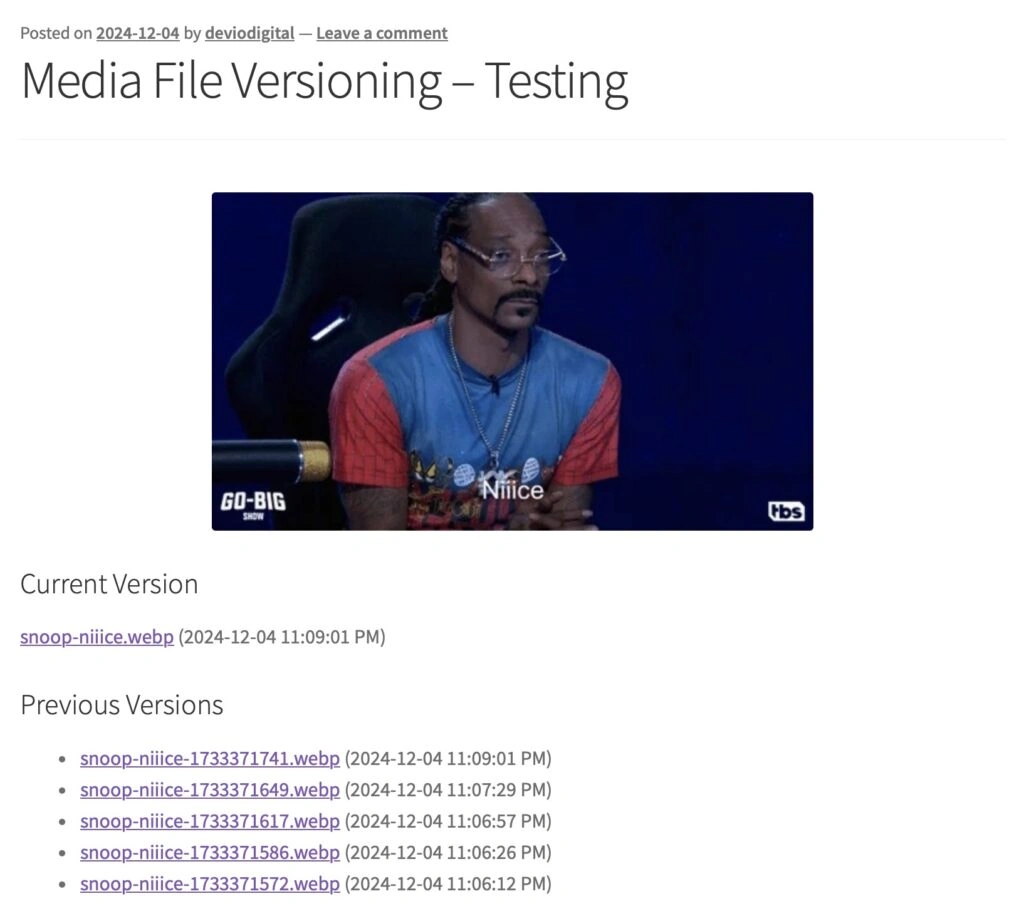 Posted on 2024-12-04 by deviodigital — Leave a comment
Media File Versioning – Testing
Niiice
GO-BIG
SHOW
tbs
Current Version
snoop-niiice.webp (2024-12-04 11:09:01 PM)
Previous Versions
• snoop-niiice-1733371741.webp (2024-12-04 11:09:01 PM)
• snoop-niiice-1733371649.webp (2024-12-04 11:07:29 PM)
• snoop-niiice-1733371617.webp (2024-12-04 11:06:57 PM)
• snoop-niiice-1733371586.webp (2024-12-04 11:06:26 PM)
• snoop-niiice-1733371572.webp (2024-12-04 11:06:12 PM)